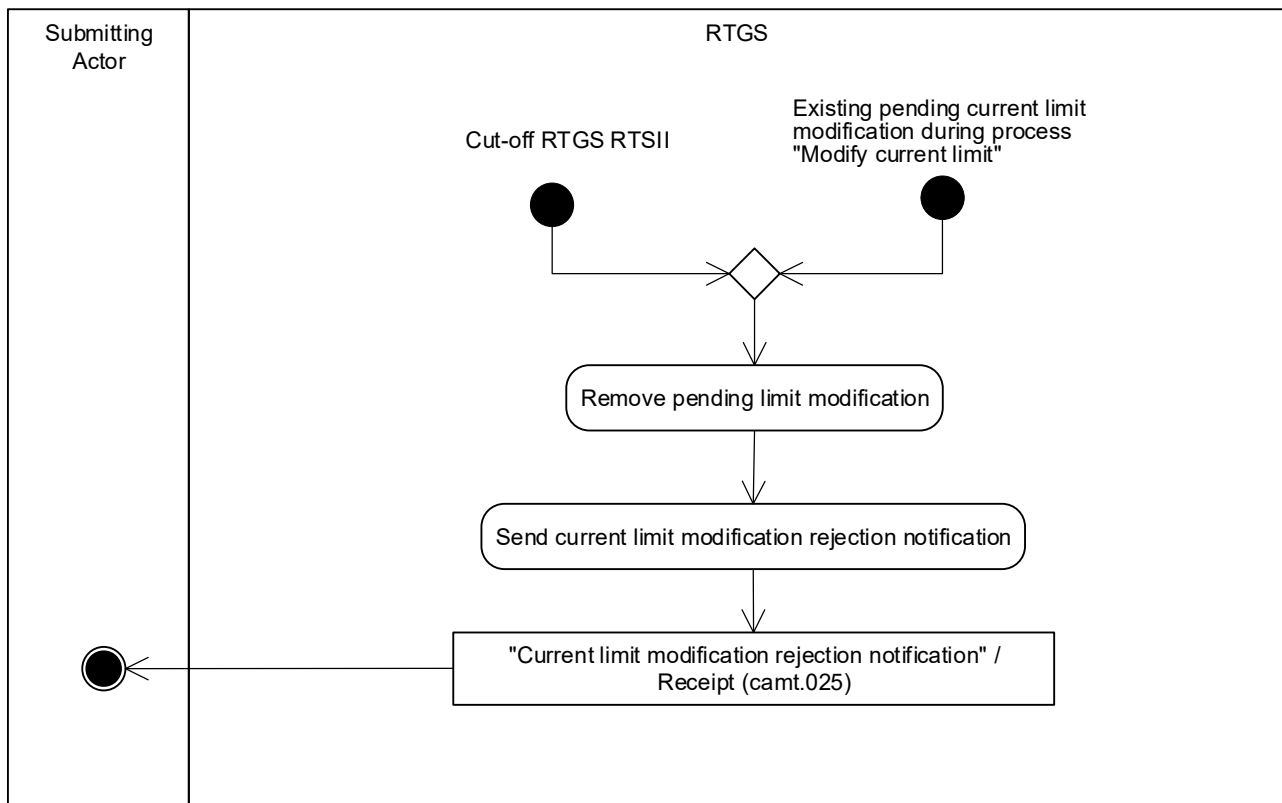 Submitting
Actor
RTGS
Cut-off RTGS RTSII
Existing pending current limit
modification during process
"Modify current limit"
Remove pending limit modification
Send current limit modification rejection notification
"Current limit modification rejection notification" /
Receipt (camt.025)